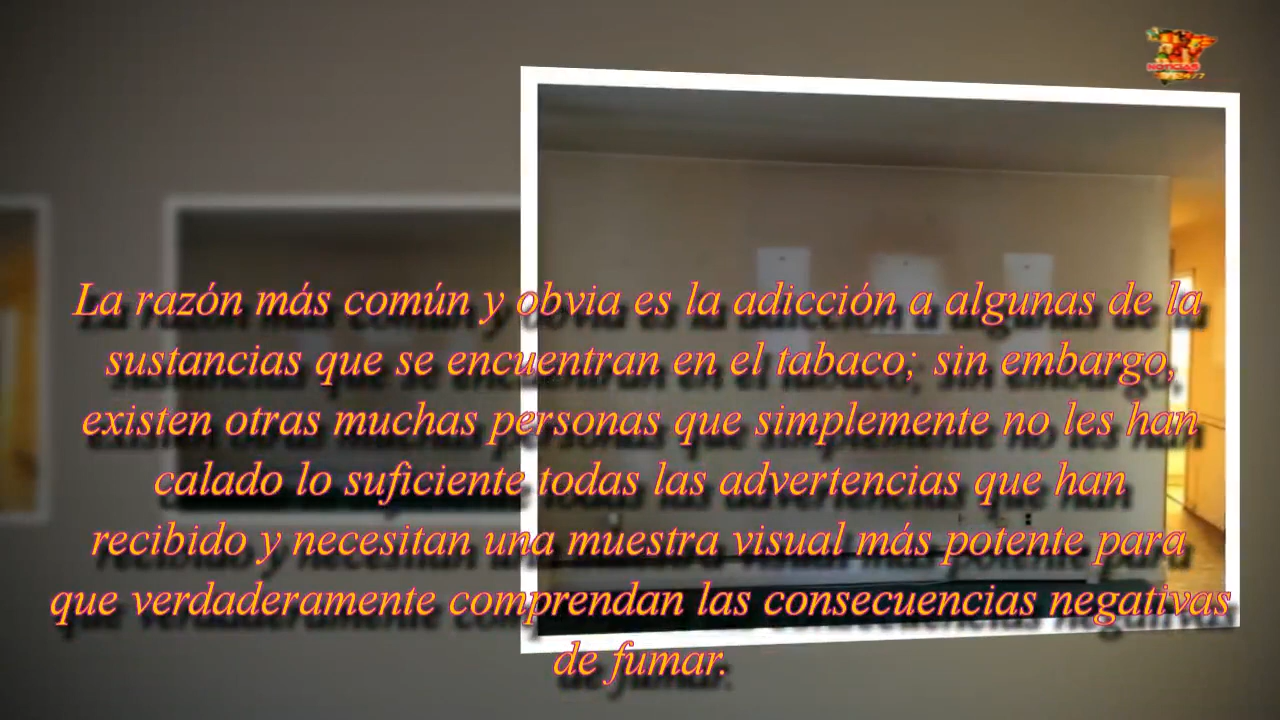 NOTICIAS
La razón más común y obvia es la adicción a algunas de la
sustancias que se encuentran en el tabaco; sin embargo,
existen otras muchas personas que simplemente no les han
calado lo suficiente todas las advertencias que han
recibido y necesitan una muestra visual más potente para
que verdaderamente comprendan las consecuencias negativas
de fumar.